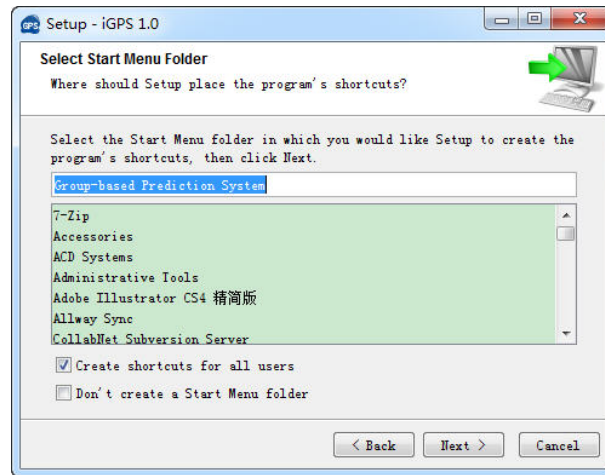 GPS
Setup - iGPS 1.0
Select Start Menu Folder
Where should Setup place the program's shortcuts?
Select the Start Menu folder in which you would like Setup to create the
program's shortcuts, then click Next.
Group-based Prediction System
7-Zip
Accessories
ACD Systems
Administrative Tools
Adobe Illustrator CS4 精简版
Allway Sync
CollabNet Subversion Server
Create shortcuts for all users
Don't create a Start Menu folder
< Back
Next >
Cancel